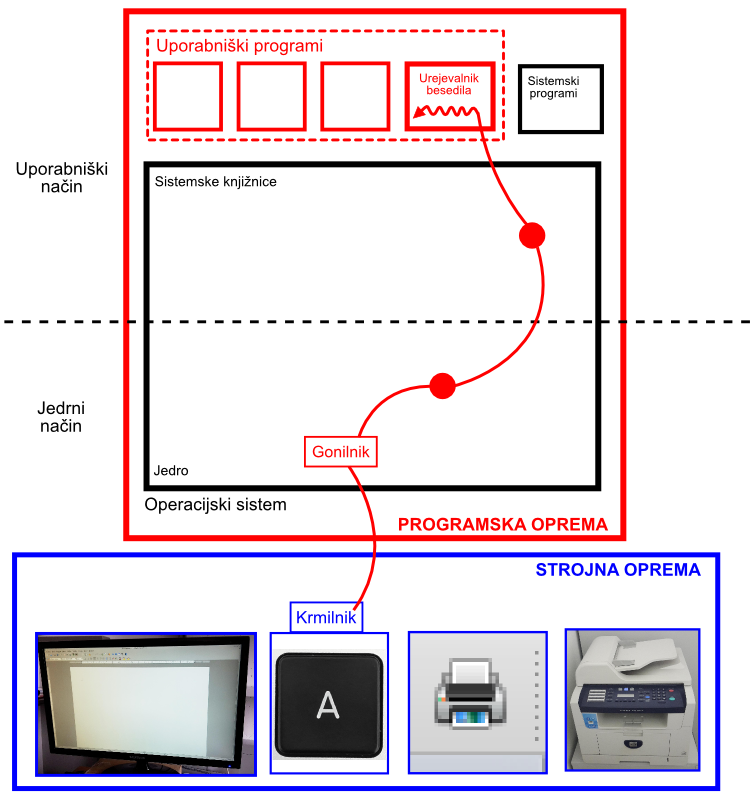 Uporabniški programi
Urejevalnik
besedila
Sistemski
programi
Uporabniški
način
Sistemske knjižnice
Jedrni
način
Gonilnik
Jedro
Operacijski sistem
PROGRAMSKA OPREMA
STROJNA OPREMA
Krmilnik
A